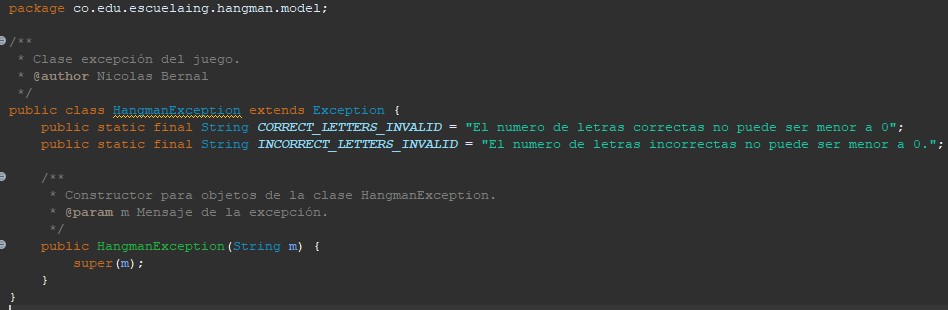 package co.edu.escuelaing.hangman.model;
/**
 * Clase excepción del juego.
 * @author Nicolas Bernal
 */
public class HangmanException extends Exception {
    public static final String CORRECT_LETTERS_INVALID = "El numero de letras correctas no puede ser menor a 0";
    public static final String INCORRECT_LETTERS_INVALID = "El numero de letras incorrectas no puede ser menor a 0.";
    /**
     * Constructor para objetos de la clase HangmanException.
     * @param m Mensaje de la excepción.
     */
    public HangmanException(String m) {
        super(m);
    }
}